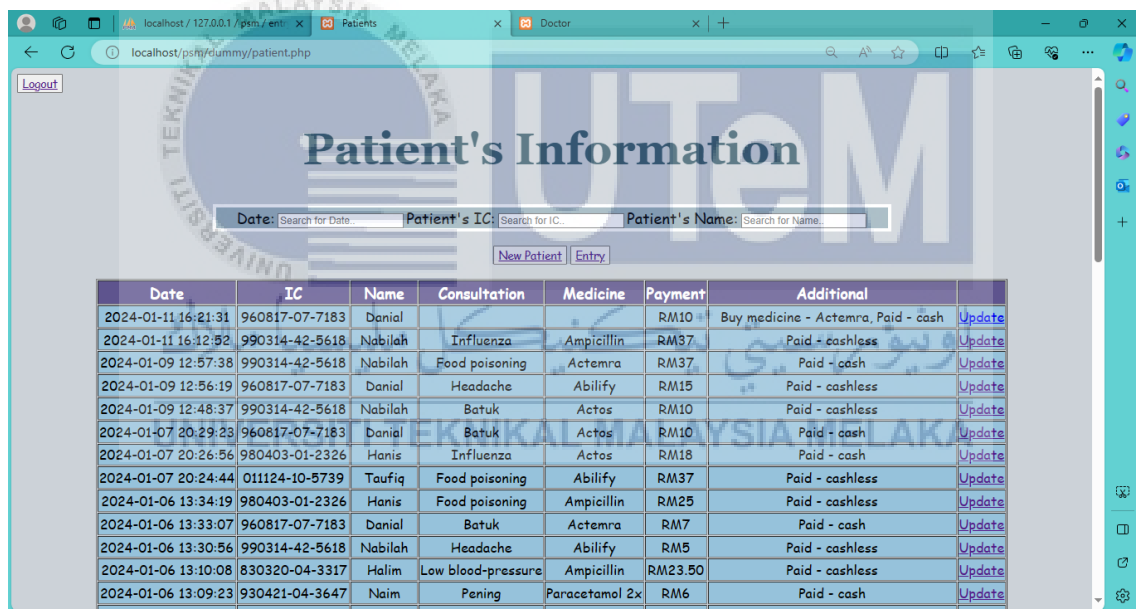 localhost / 127.0.0.1 / psm / ent Patients Doctor
localhost/psm/dummy/patient.php
Logout
UNIVERSITI TEKNIKAL MALAYSIA MELAKA
UTeM
Patient's Information
Date: Search for Date.. Patient's IC: Search for IC.. Patient's Name: Search for Name..
New Patient Entry
Date IC Name Consultation Medicine Payment Additional
2024-01-11 16:21:31 960817-07-7183 Danial RM10 Buy medicine - Actemra, Paid - cash Update
2024-01-11 16:12:52 990314-42-5618 Nabilah Influenza Ampicillin RM37 Paid - cashless Update
2024-01-09 12:57:38 990314-42-5618 Nabilah Food poisoning Actemra RM37 Paid - cash Update
2024-01-09 12:56:19 960817-07-7183 Danial Headache Abilify RM15 Paid - cashless Update
2024-01-09 12:48:37 990314-42-5618 Nabilah Batuk Actos RM10 Paid - cashless Update
2024-01-07 20:29:23 960817-07-7183 Danial Batuk Actos RM10 Paid - cash Update
UNIVERSITI TEKNIKAL MALAYSIA MELAKA
2024-01-07 20:26:56 980403-01-2326 Hanis Influenza Actos RM18 Paid - cash Update
2024-01-07 20:24:44 011124-10-5739 Taufiq Food poisoning Abilify RM37 Paid - cashless Update
2024-01-06 13:34:19 980403-01-2326 Hanis Food poisoning Ampicillin RM25 Paid - cashless Update
2024-01-06 13:33:07 960817-07-7183 Danial Batuk Actemra RM7 Paid - cash Update
2024-01-06 13:30:56 990314-42-5618 Nabilah Headache Abilify RM5 Paid - cashless Update
2024-01-06 13:10:08 830320-04-3317 Halim Low blood-pressure Ampicillin RM23.50 Paid - cashless Update
2024-01-06 13:09:23 930421-04-3647 Naim Pening Paracetamol 2x RM6 Paid - cash Update